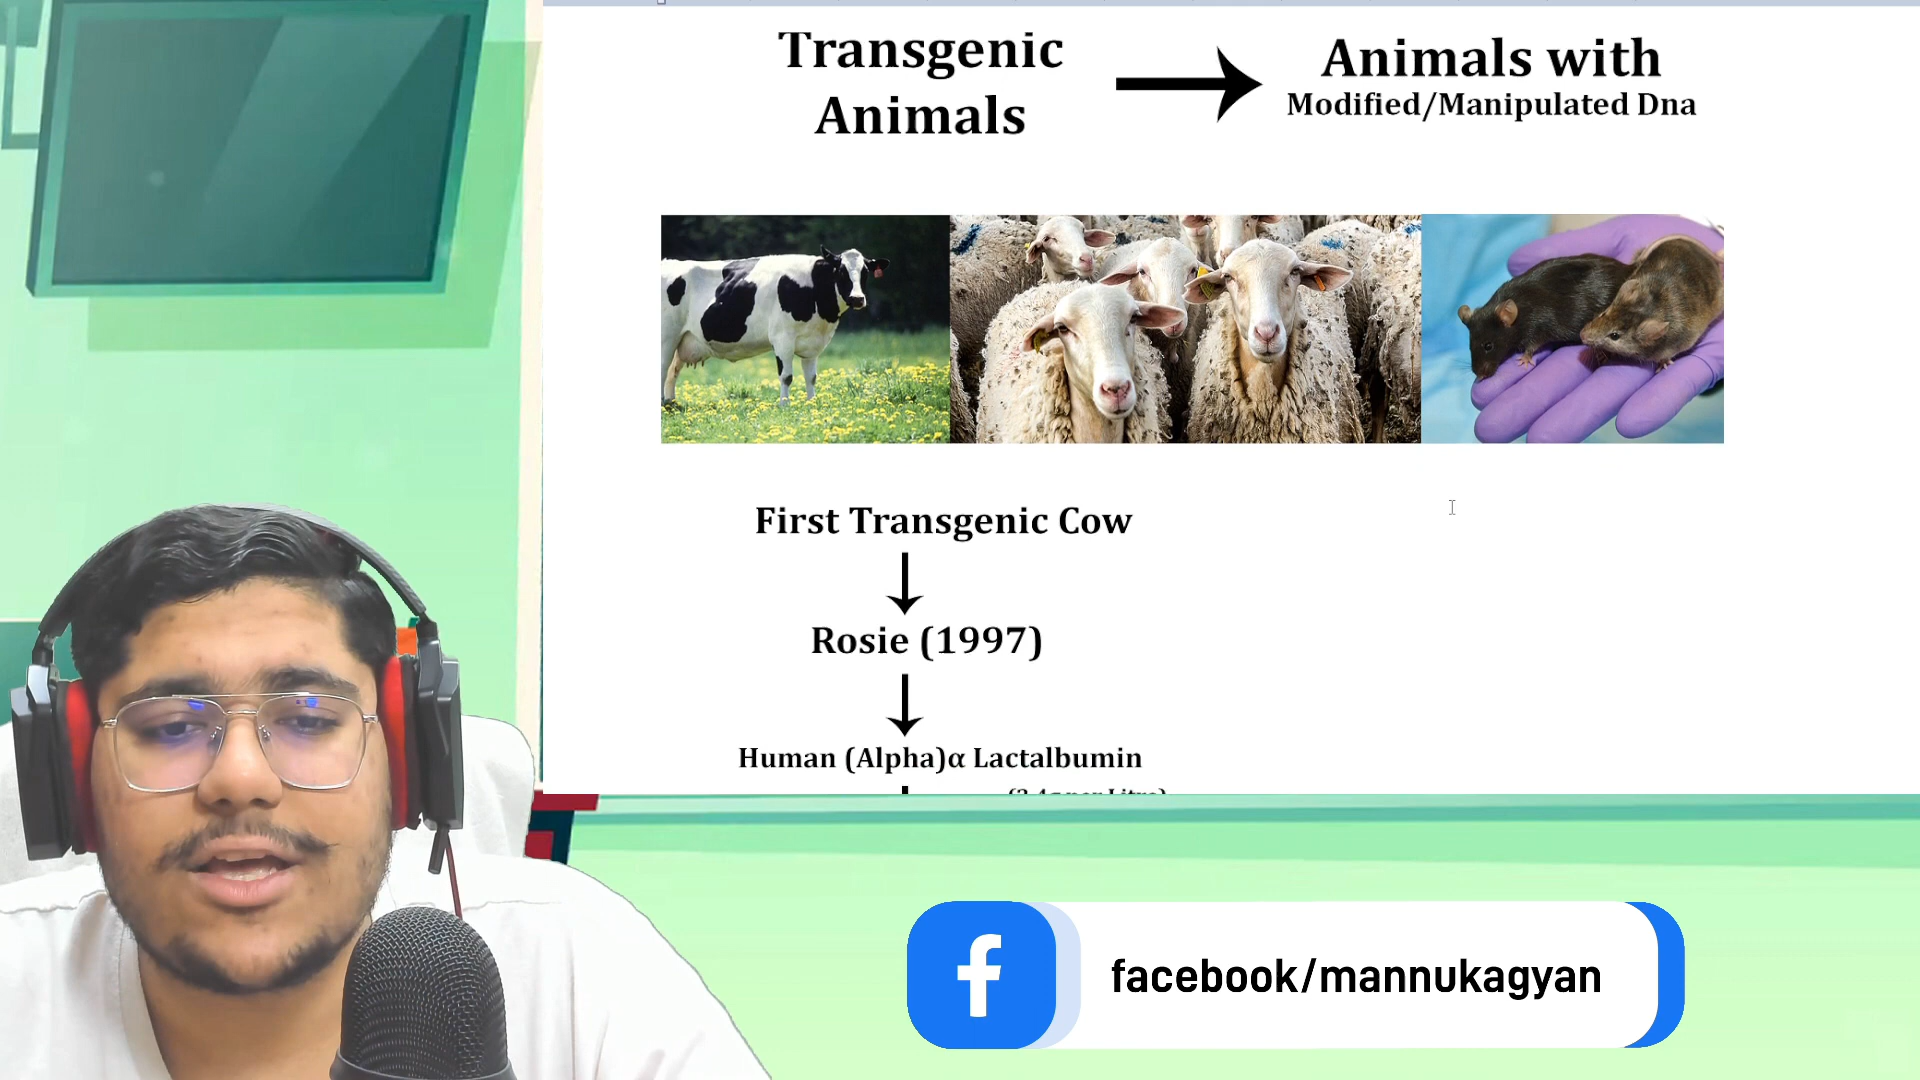 Transgenic
Animals
Animals with
Modified/Manipulated Dna
First Transgenic Cow
Rosie (1997)
Human (Alpha)α Lactalbumin
facebook/mannukagyan